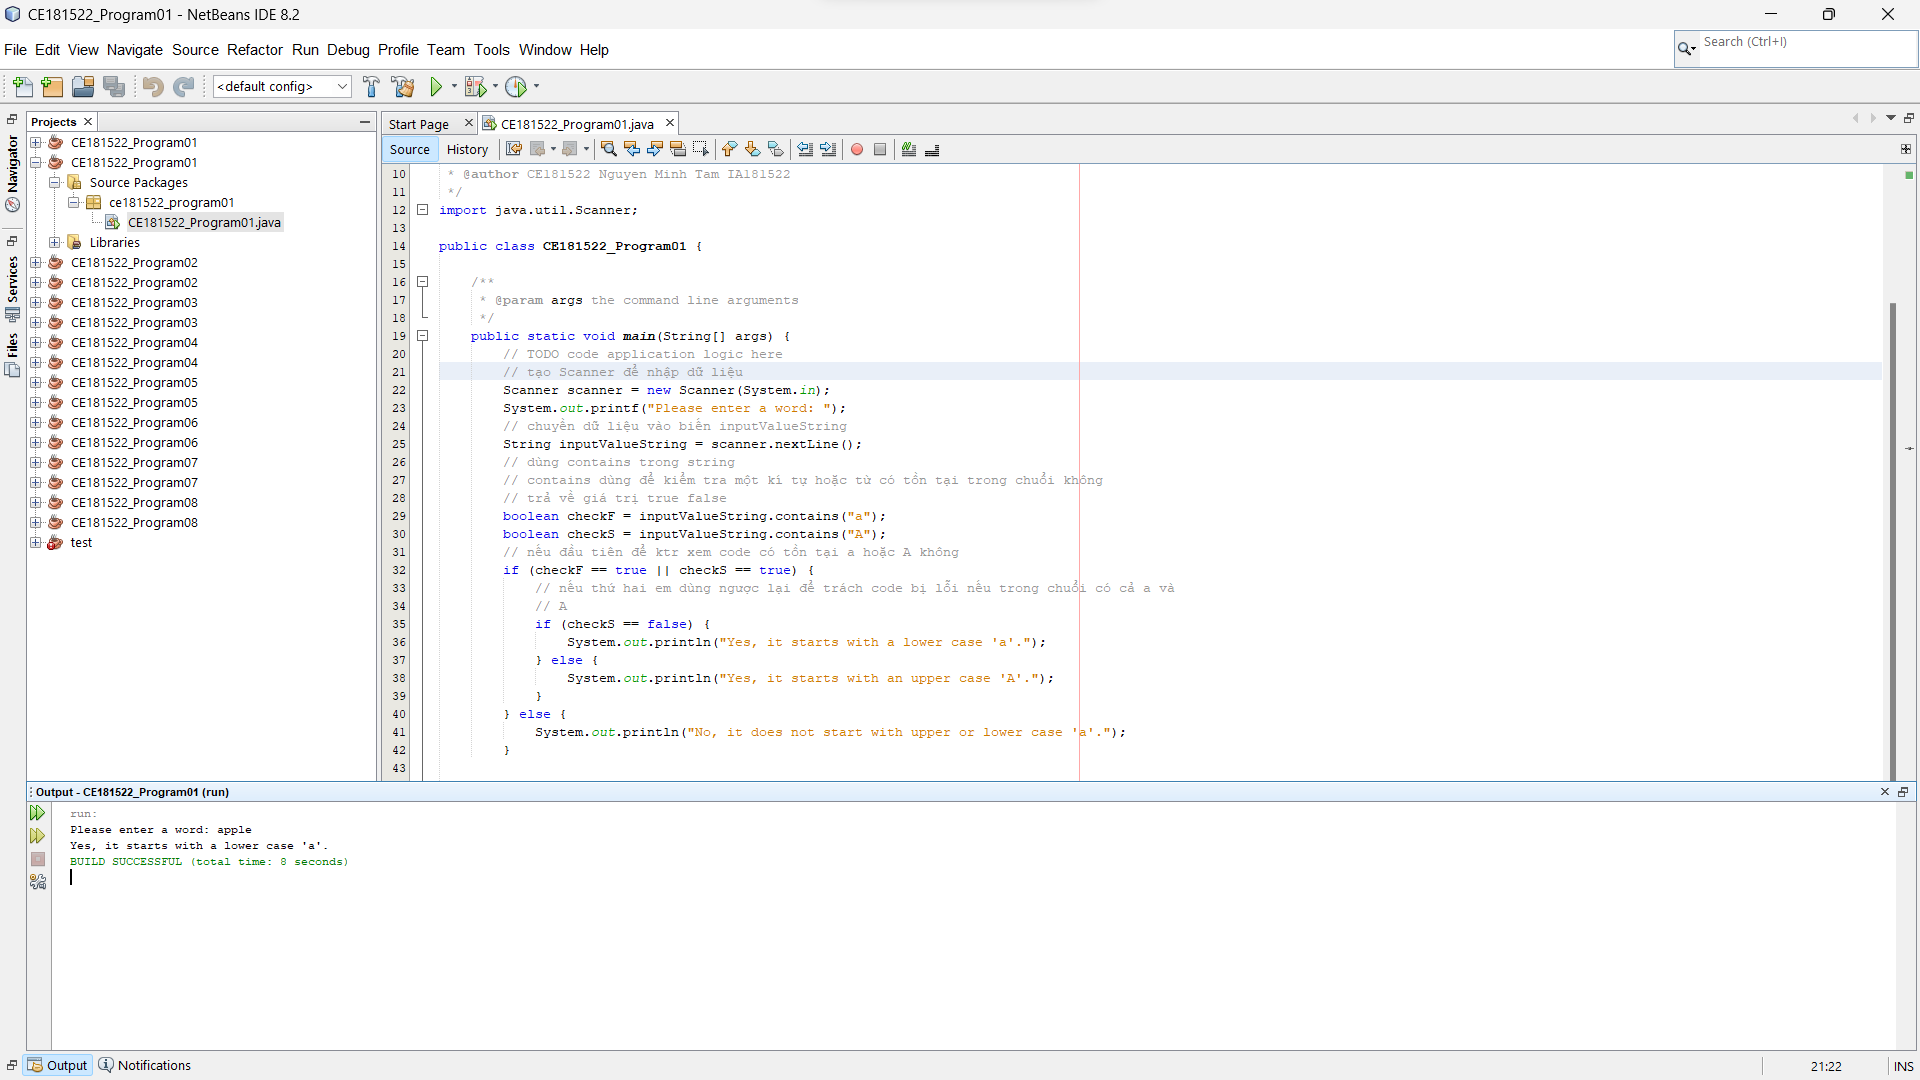 CE181522_Program01 - NetBeans IDE 8.2
File Edit View Navigate Source Refactor Run Debug Profile Team Tools Window Help
Search (Ctrl+I)
<default config>
Projects
Navigator
Services
Files
CE181522_Program01
CE181522_Program01
Source Packages
ce181522_program01
CE181522_Program01.java
Libraries
CE181522_Program02
CE181522_Program02
CE181522_Program03
CE181522_Program03
CE181522_Program04
CE181522_Program04
CE181522_Program05
CE181522_Program05
CE181522_Program06
CE181522_Program06
CE181522_Program07
CE181522_Program07
CE181522_Program08
CE181522_Program08
test
Start Page CE181522_Program01.java
Source History
10 * @author CE181522 Nguyen Minh Tam IA181522
11 */
12 import java.util.Scanner;
13
14 public class CE181522_Program01 {
15
16 /**
17 * @param args the command line arguments
18 */
19 public static void main(String[] args) {
20 // TODO code application logic here
21 // tạo Scanner để nhập dữ liệu
22 Scanner scanner = new Scanner(System.in);
23 System.out.printf("Please enter a word: ");
24 // chuyền dữ liệu vào biến inputValueString
25 String inputValueString = scanner.nextLine();
26 // dùng contains trong string
27 // contains dùng để kiểm tra một kí tự hoặc từ có tồn tại trong chuỗi không
28 // trả về giá trị true false
29 boolean checkF = inputValueString.contains("a");
30 boolean checkS = inputValueString.contains("A");
31 // nếu đầu tiên để ktr xem code có tồn tại a hoặc A không
32 if (checkF == true || checkS == true) {
33 // nếu thứ hai em dùng ngược lại để trách code bị lỗi nếu trong chuỗi có cả a và
34 // A
35 if (checkS == false) {
36 System.out.println("Yes, it starts with a lower case 'a'.");
37 } else {
38 System.out.println("Yes, it starts with an upper case 'A'.");
39 }
40 } else {
41 System.out.println("No, it does not start with upper or lower case 'a'.");
42 }
43
Output - CE181522_Program01 (run)
run:
Please enter a word: apple
Yes, it starts with a lower case 'a'.
BUILD SUCCESSFUL (total time: 8 seconds)
Output Notifications
21:22 INS